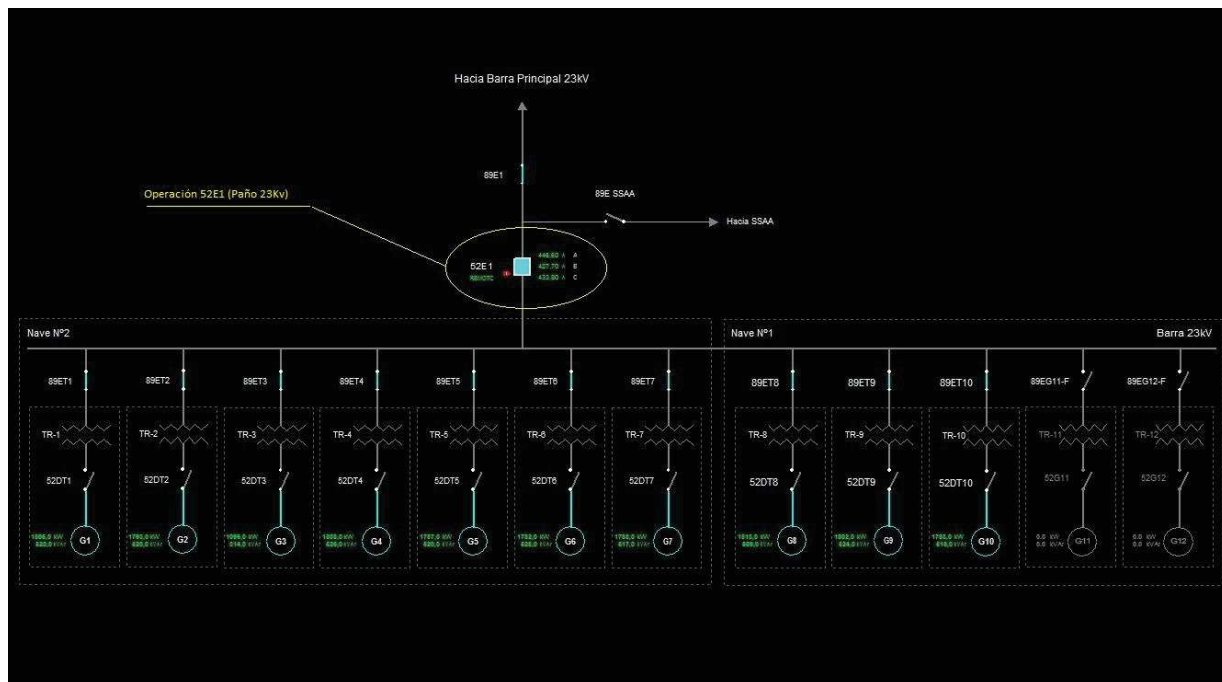 Hacia Barra Principal 23kV
89E1
89E SSAA
Operación 52E1 (Paño 23Kv)
Hacia SSAA
52E1
A
B
427.70 A
C
Nave Nº2
Nave Nº1
Barra 23kV
89ET1
89ET2
89ET3
89ET4
89ET5
89ET6
89ET7
89ET8
89ET9
89ET10
89EG11-F
89EG12-F
TR-1
TR-2
TR-3
TR-4
TR-5
TR-6
TR-7
TR-8
TR-9
TR-10
TR-11
TR-12
52DT1
52DT2
52DT3
52DT4
52DT5
52DT6
52DT7
52DT8
52DT9
52DT10
52G11
52G12
G1
G2
G3
G4
G5
G6
G7
G8
G9
G10
0.0 kW
0.0 kVAr
G11
0.0 kW
0.0 kVAr
G12